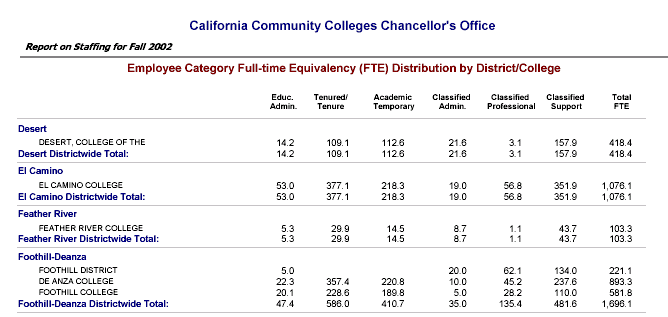 California Community Colleges Chancellor's Office
Report on Staffing for Fall 2002
Employee Category Full-time Equivalency (FTE) Distribution by District/College
Educ. Admin. Tenured/ Tenure Academic Temporary Classified Admin. Classified Professional Classified Support Total FTE
Desert
DESERT, COLLEGE OF THE 14.2 109.1 112.6 21.6 3.1 157.9 418.4
Desert Districtwide Total: 14.2 109.1 112.6 21.6 3.1 157.9 418.4
El Camino
EL CAMINO COLLEGE 53.0 377.1 218.3 19.0 56.8 351.9 1,076.1
El Camino Districtwide Total: 53.0 377.1 218.3 19.0 56.8 351.9 1,076.1
Feather River
FEATHER RIVER COLLEGE 5.3 29.9 14.5 8.7 1.1 43.7 103.3
Feather River Districtwide Total: 5.3 29.9 14.5 8.7 1.1 43.7 103.3
Foothill-Deanza
FOOTHILL DISTRICT 5.0 20.0 62.1 134.0 221.1
DE ANZA COLLEGE 22.3 357.4 220.8 10.0 45.2 237.6 893.3
FOOTHILL COLLEGE 20.1 228.6 189.8 5.0 28.2 110.0 581.8
Foothill-Deanza Districtwide Total: 47.4 586.0 410.7 35.0 135.4 481.6 1,696.1